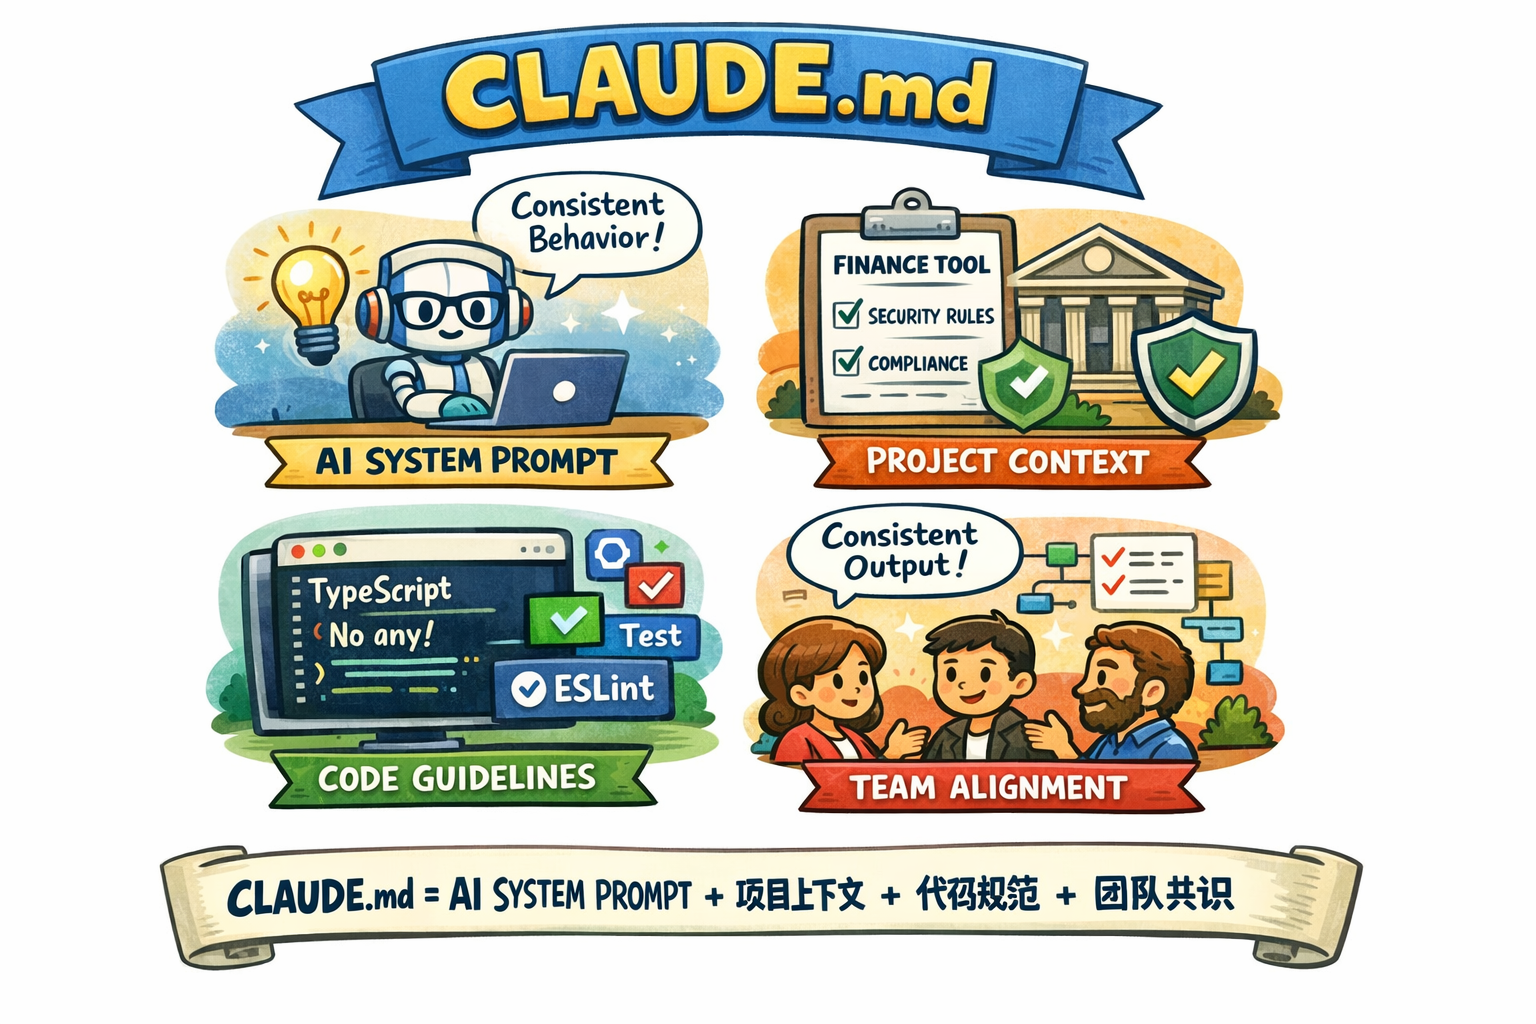 CLAUDE.md
Consistent
Behavior!
AI SYSTEM PROMPT
FINANCE TOOL
SECURITY RULES
COMPLIANCE
PROJECT CONTEXT
TypeScript
No any!
Test
ESLint
CODE GUIDELINES
Consistent
Output!
TEAM ALIGNMENT
CLAUDE.md = AI SYSTEM PROMPT + 项目上下文 + 代码规范 + 团队共识